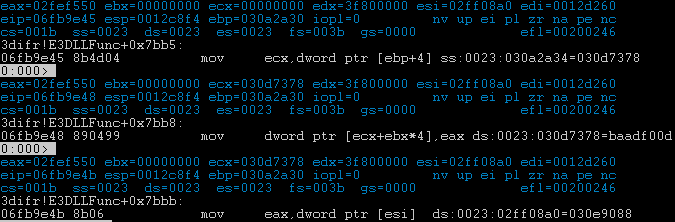 eax=02fef550 ebx=00000000 ecx=00000000 edx=3f800000 esi=02ff08a0 edi=0012d260
eip=06fb9e45 esp=0012c8f4 ebp=030a2a30 iopl=0 nv up ei pl zr na pe nc
cs=001b ss=0023 ds=0023 es=0023 fs=003b gs=0000 efl=00200246
3difr!E3DLLFunc+0x7bb5:
06fb9e45 8b4d04 mov ecx,dword ptr [ebp+4] ss:0023:030a2a34=030d7378
0:000>
eax=02fef550 ebx=00000000 ecx=030d7378 edx=3f800000 esi=02ff08a0 edi=0012d260
eip=06fb9e48 esp=0012c8f4 ebp=030a2a30 iopl=0 nv up ei pl zr na pe nc
cs=001b ss=0023 ds=0023 es=0023 fs=003b gs=0000 efl=00200246
3difr!E3DLLFunc+0x7bb8:
06fb9e48 890499 mov dword ptr [ecx+ebx*4],eax ds:0023:030d7378=baadf00d
0:000>
eax=02fef550 ebx=00000000 ecx=030d7378 edx=3f800000 esi=02ff08a0 edi=0012d260
eip=06fb9e4b esp=0012c8f4 ebp=030a2a30 iopl=0 nv up ei pl zr na pe nc
cs=001b ss=0023 ds=0023 es=0023 fs=003b gs=0000 efl=00200246
3difr!E3DLLFunc+0x7bbb:
06fb9e4b 8b06 mov eax,dword ptr [esi] ds:0023:02ff08a0=030e9088